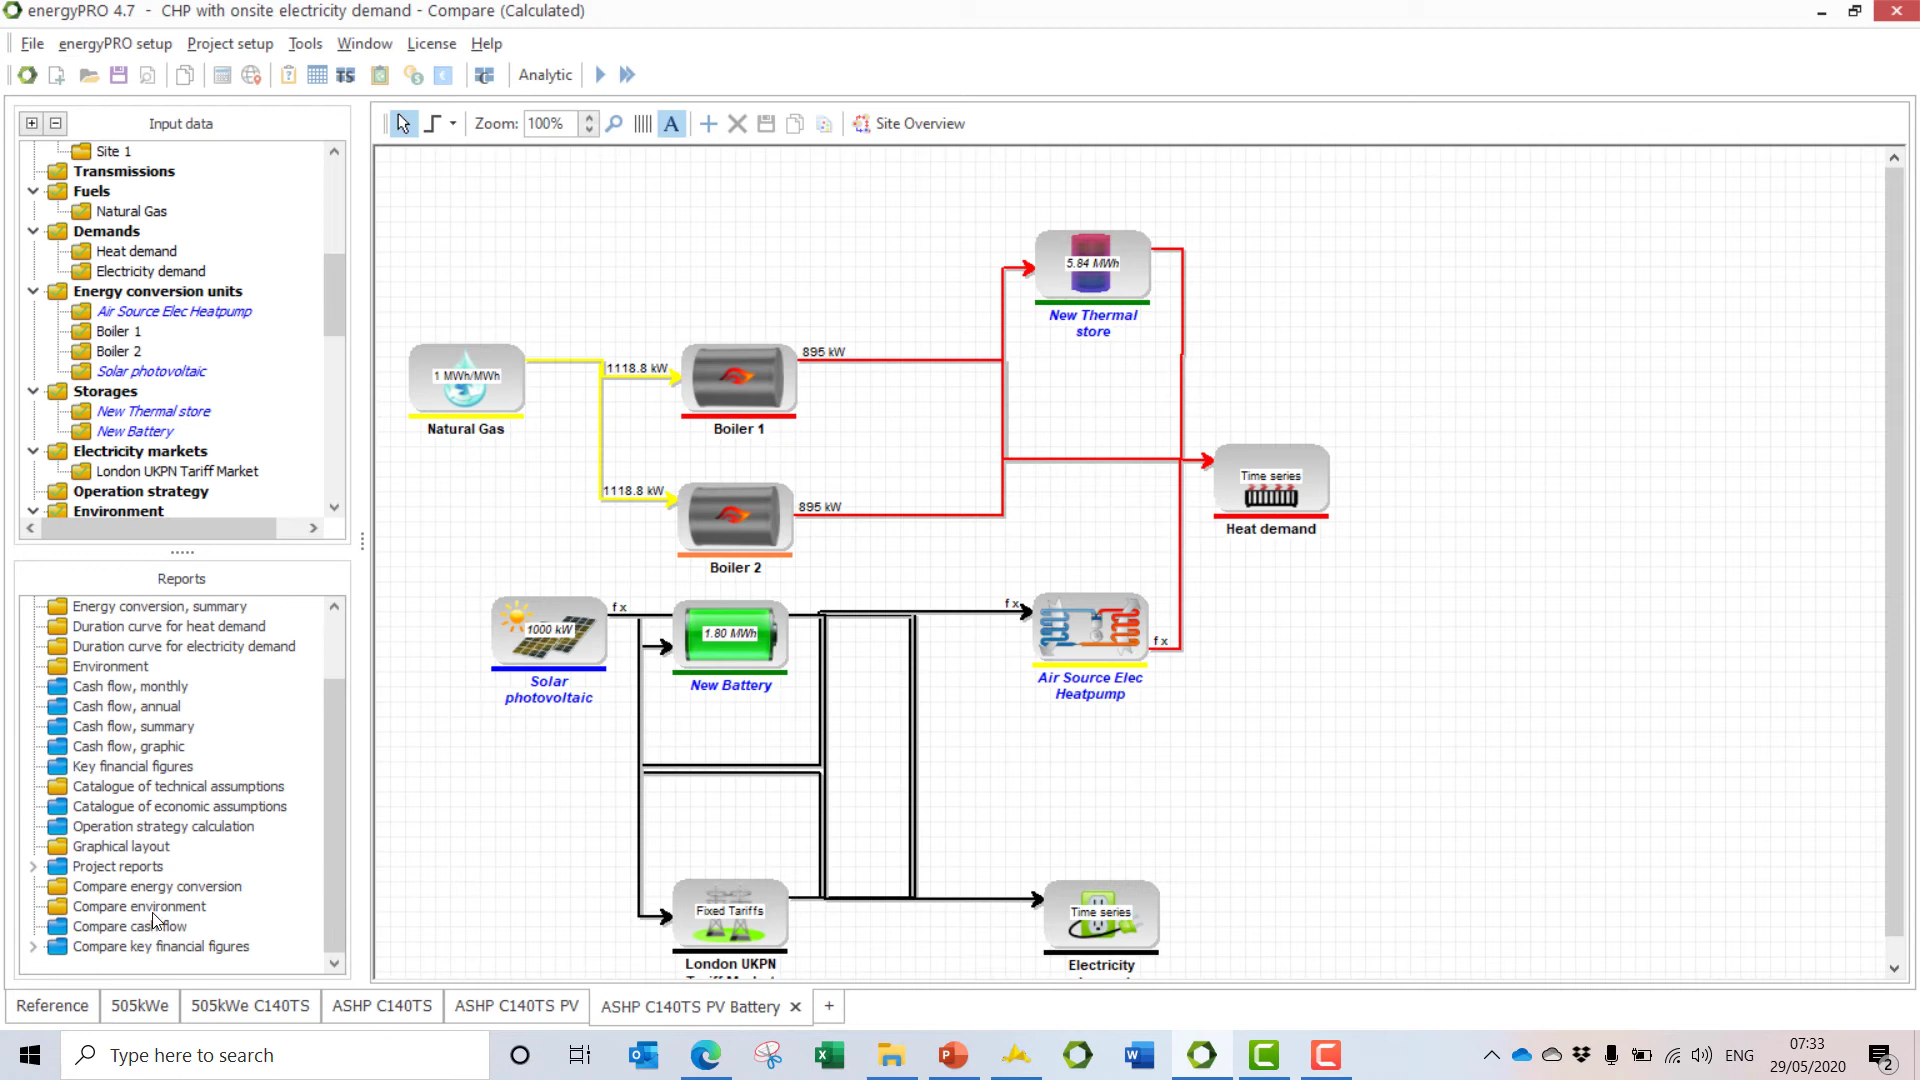 energyPRO 4.7 - CHP with onsite electricity demand - Compare (Calculated)
File energyPRO setup Project setup Tools Window License Help
TS Analytic
Input data
Zoom: 100% A Site Overview
Site 1
Transmissions
Fuels
Natural Gas
Demands
Heat demand
Electricity demand
Energy conversion units
Air Source Elec Heatpump
Boiler 1
Boiler 2
Solar photovoltaic
Storages
New Thermal store
New Battery
Electricity markets
London UKPN Tariff Market
Operation strategy
Environment
Reports
Energy conversion, summary
Duration curve for heat demand
Duration curve for electricity demand
Environment
Cash flow, monthly
Cash flow, annual
Cash flow, summary
Cash flow, graphic
Key financial figures
Catalogue of technical assumptions
Catalogue of economic assumptions
Operation strategy calculation
Graphical layout
Project reports
Compare energy conversion
Compare environment
Compare cash flow
Compare key financial figures
5.84 MWh
New Thermal
store
1 MWh/MWh
Natural Gas
1118.8 kW
895 kW
Boiler 1
1118.8 kW
895 kW
Boiler 2
Time series
Heat demand
1000 kW
f x
Solar
photovoltaic
1.80 MWh
New Battery
f x
f x
Air Source Elec
Heatpump
Fixed Tariffs
London UKPN
Time series
Electricity
Reference 505kWe 505kWe C140TS ASHP C140TS ASHP C140TS PV ASHP C140TS PV Battery
Type here to search
ENG
07:33
29/05/2020
2